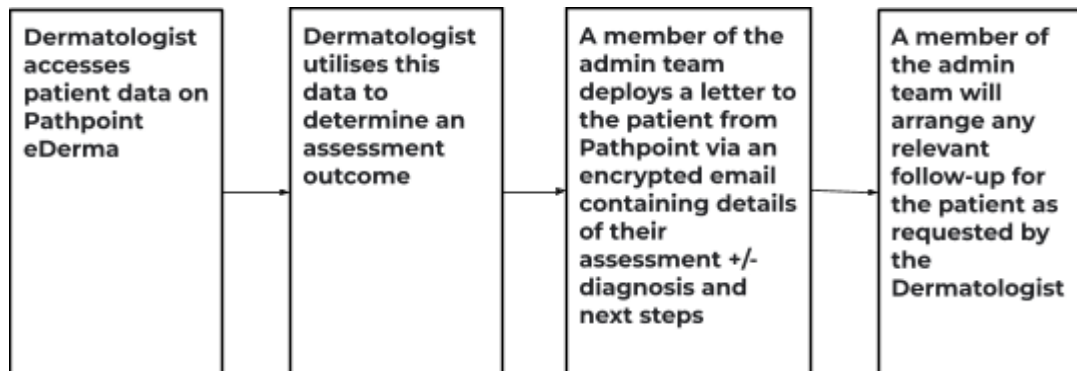 Dermatologist
accesses
patient data on
Pathpoint
eDerma
Dermatologist
utilises this
data to
determine an
assessment
outcome
A member of the
admin team
deploys a letter to
the patient from
Pathpoint via an
encrypted email
containing details
of their
assessment +/-
diagnosis and
next steps
A member of
the admin
team will
arrange any
relevant
follow-up for
the patient as
requested by
the
Dermatologist